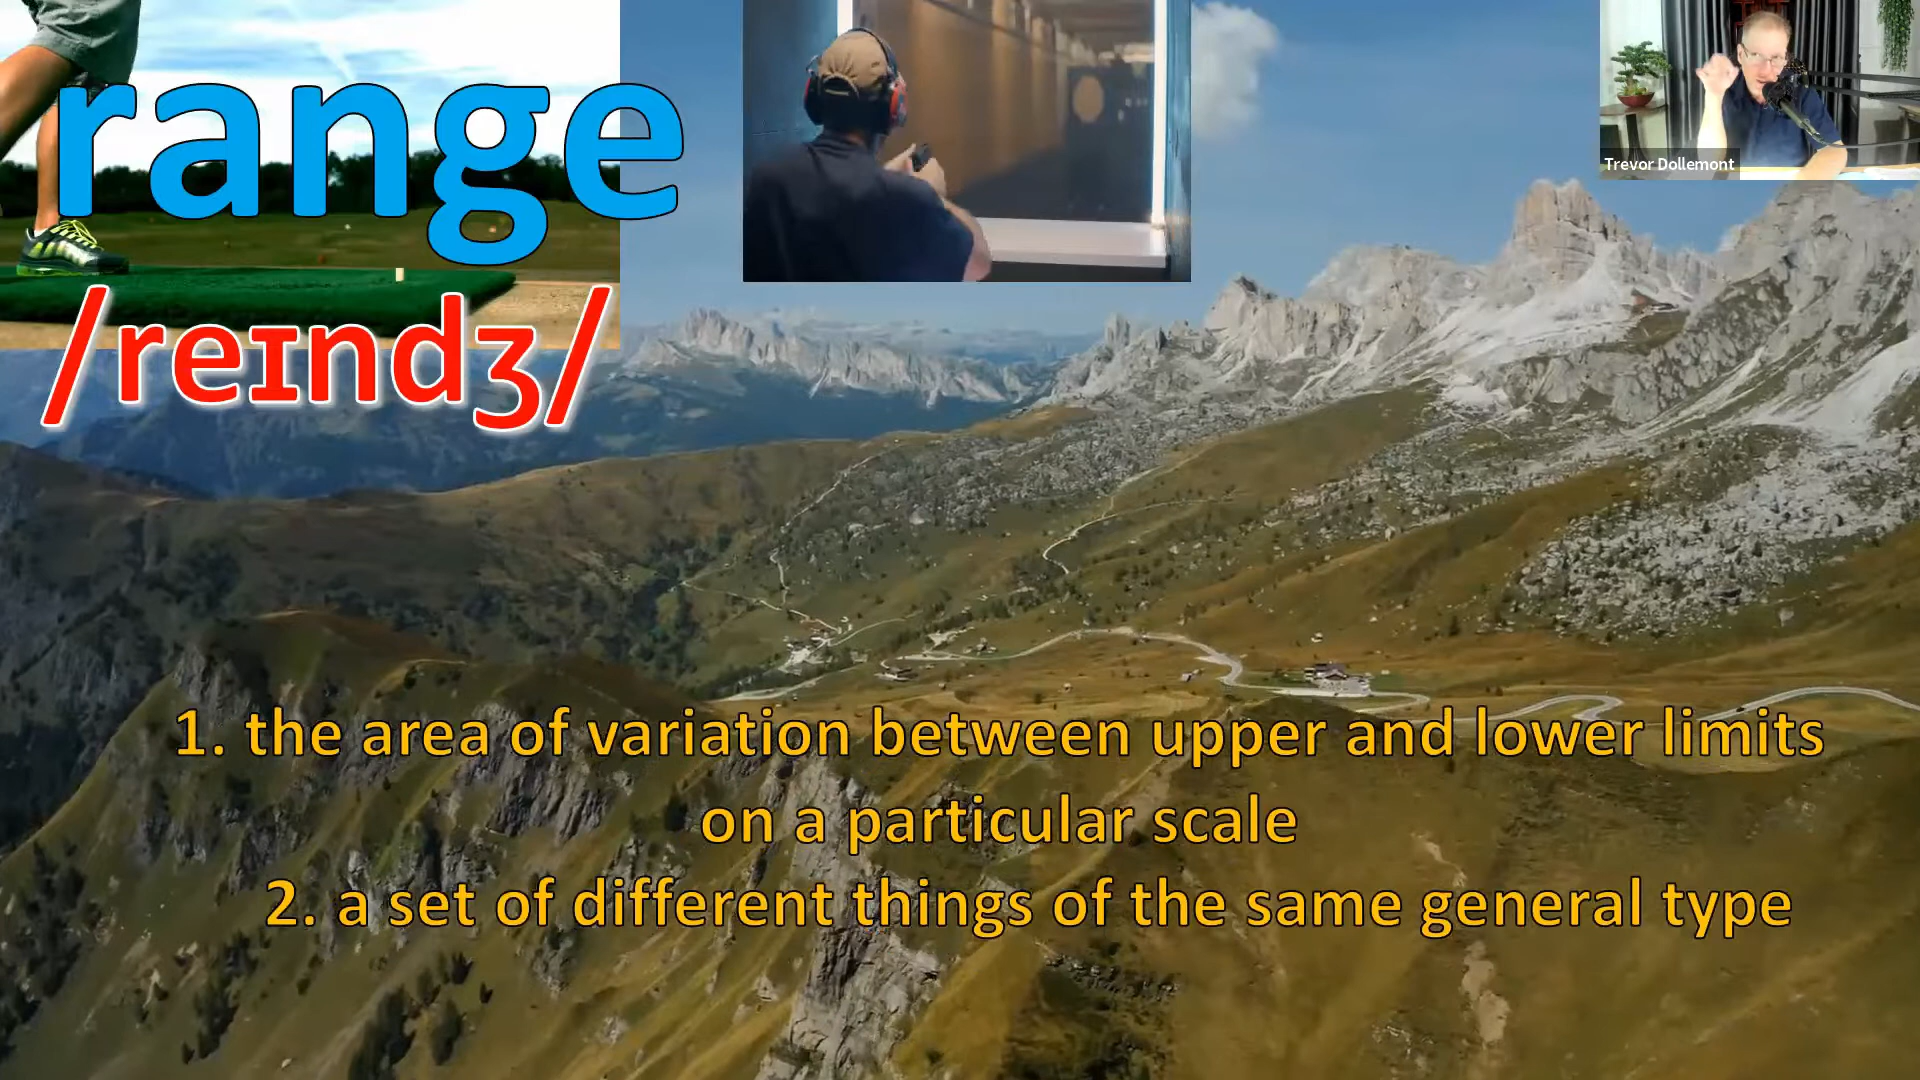 range
/reɪndʒ/
Trevor Dollemont
1. the area of variation between upper and lower limits
on a particular scale
2. a set of different things of the same general type